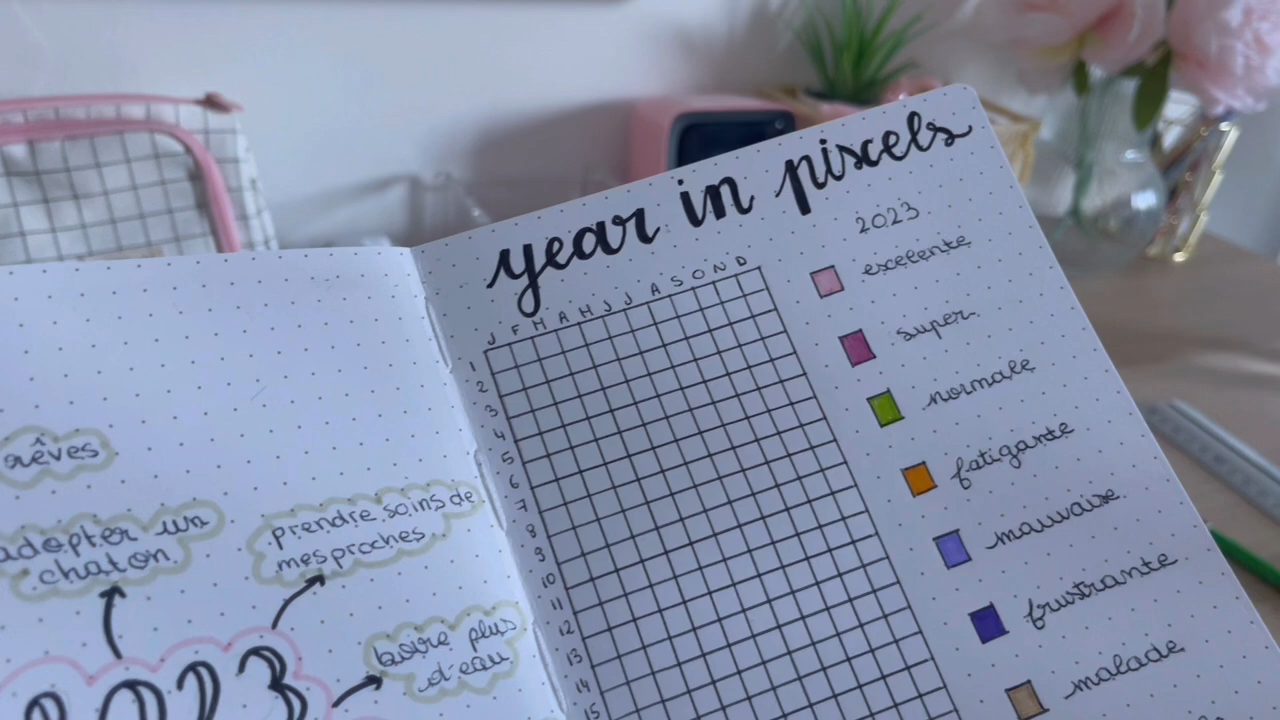 rêves
adopter un
chaton
prendre soins de
mes proches
boire plus
d'eau
2023
year in pixels
J F M A M J J A S O N D
1
2
3
4
5
6
7
8
9
10
11
12
13
14
15
2023
excelente
super
normale
fatigante
mauvaise
frustrante
malade